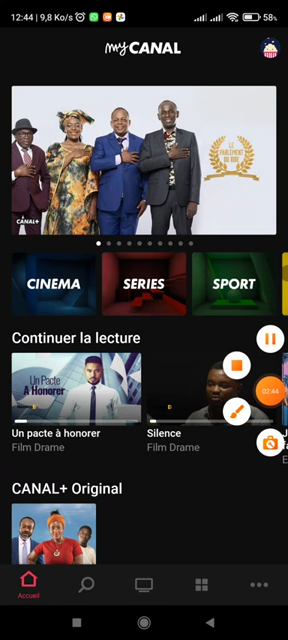 12:44 | 9,8 Ko/s
58%
myCANAL
LE
PARLEMENT
DU RIRE
CANAL+
CINEMA
SERIES
SPORT
Continuer la lecture
Un Pacte
À Honorer
02:44
Un pacte à honorer
Film Drame
Silence
Film Drame
CANAL+ Original
Accueil